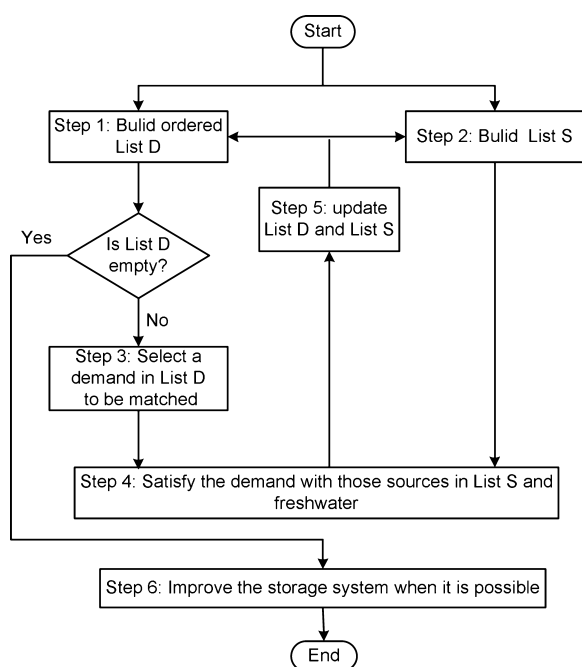 Start
Step 1: Bulid ordered
List D
Step 2: Bulid List S
Step 5: update
List D and List S
Yes
Is List D
empty?
No
Step 3: Select a
demand in List D
to be matched
Step 4: Satisfy the demand with those sources in List S and
freshwater
Step 6: Improve the storage system when it is possible
End